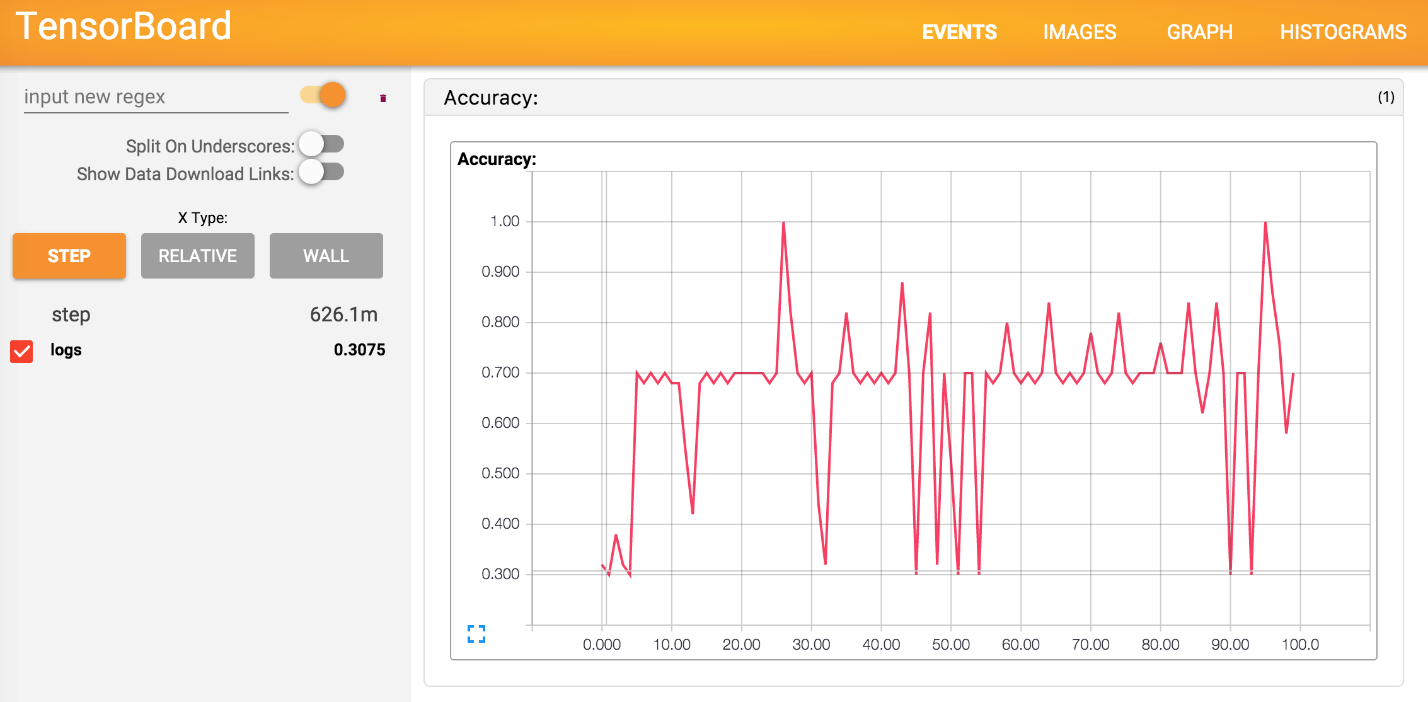 TensorBoard
EVENTS IMAGES GRAPH HISTOGRAMS
input new regex
Split On Underscores:
Show Data Download Links:
X Type:
STEP RELATIVE WALL
step 626.1m
logs 0.3075
Accuracy: (1)
Accuracy:
1.00
0.900
0.800
0.700
0.600
0.500
0.400
0.300
0.000 10.00 20.00 30.00 40.00 50.00 60.00 70.00 80.00 90.00 100.0